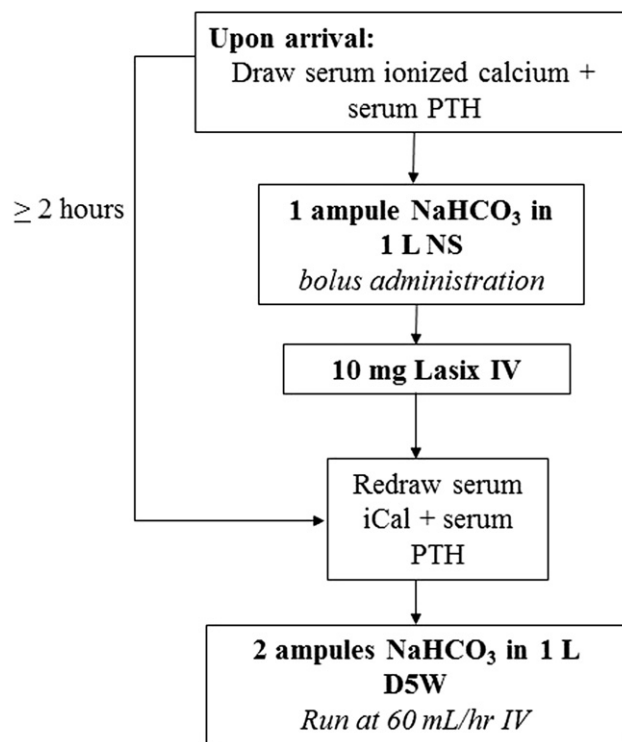 Upon arrival:
Draw serum ionized calcium +
serum PTH
≥ 2 hours
1 ampule NaHCO₃ in
1 L NS
bolus administration
10 mg Lasix IV
Redraw serum
iCal + serum
PTH
2 ampules NaHCO₃ in 1 L
D5W
Run at 60 mL/hr IV